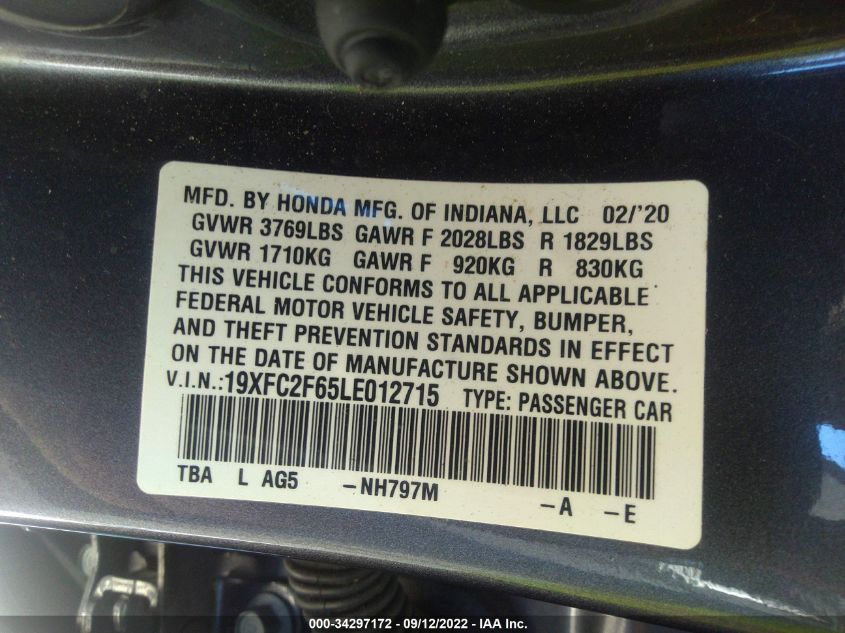 MFD. BY HONDA MFG. OF INDIANA, LLC 02/'20
GVWR 3769LBS GAWR F 2028LBS R 1829LBS
GVWR 1710KG GAWR F 920KG R 830KG
THIS VEHICLE CONFORMS TO ALL APPLICABLE
FEDERAL MOTOR VEHICLE SAFETY, BUMPER,
AND THEFT PREVENTION STANDARDS IN EFFECT
ON THE DATE OF MANUFACTURE SHOWN ABOVE.
V.I.N.:19XFC2F65LE012715 TYPE: PASSENGER CAR
TBA L AG5 -NH797M -A -E
000-34297172 - 09/12/2022 - IAA Inc.